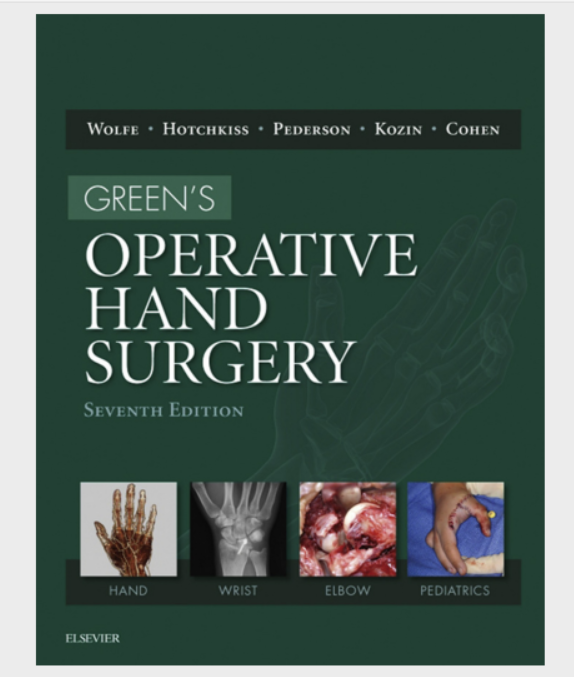 WOLFE • HOTCHKISS • PEDERSON • KOZIN • COHEN
GREEN'S
OPERATIVE
HAND
SURGERY
SEVENTH EDITION
HAND WRIST ELBOW PEDIATRICS
ELSEVIER